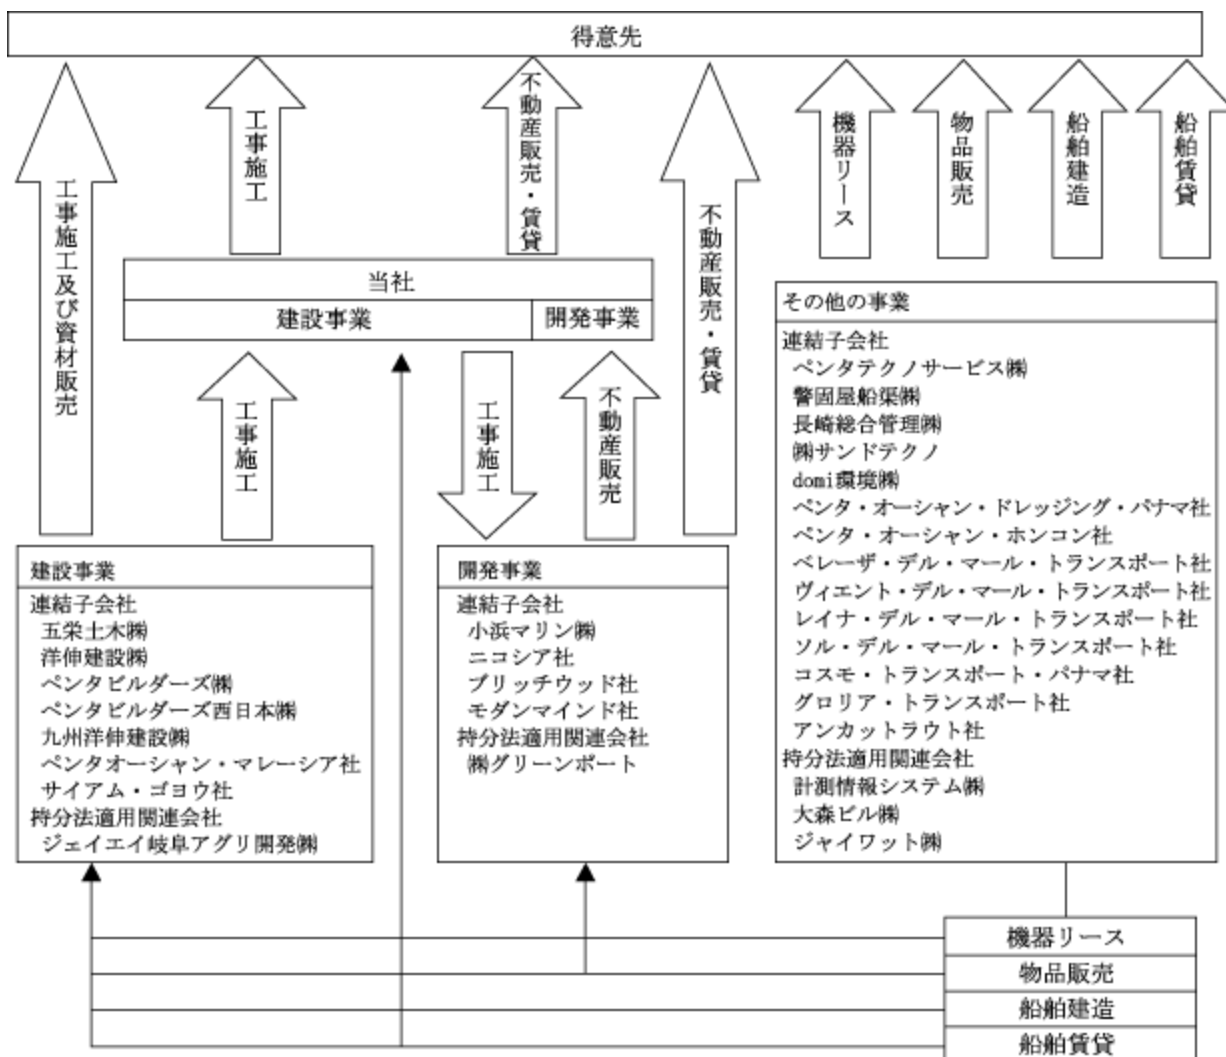 得意先
工事施工及び資材販売
工事施工
不動産販売・賃貸
不動産販売・賃貸
機器リース
物品販売
船舶建造
船舶賃貸
当社
建設事業
開発事業
工事施工
工事施工
不動産販売
建設事業
連結子会社
五栄土木㈱
洋伸建設㈱
ペンタビルダーズ㈱
ペンタビルダーズ西日本㈱
九州洋伸建設㈱
ペンタオーシャン・マレーシア社
サイアム・ゴヨウ社
持分法適用関連会社
ジェイエイ岐阜アグリ開発㈱
開発事業
連結子会社
小浜マリン㈱
ニコシア社
ブリッチウッド社
モダンマインド社
持分法適用関連会社
㈱グリーンポート
その他の事業
連結子会社
ペンタテクノサービス㈱
警固屋船渠㈱
長崎総合管理㈱
㈱サンドテクノ
domi環境㈱
ペンタ・オーシャン・ドレッジング・パナマ社
ペンタ・オーシャン・ホンコン社
ベレーザ・デル・マール・トランスポート社
ヴィエント・デル・マール・トランスポート社
レイナ・デル・マール・トランスポート社
ソル・デル・マール・トランスポート社
コスモ・トランスポート・パナマ社
グロリア・トランスポート社
アンカットラウト社
持分法適用関連会社
計測情報システム㈱
大森ビル㈱
ジャイワット㈱
機器リース
物品販売
船舶建造
船舶賃貸